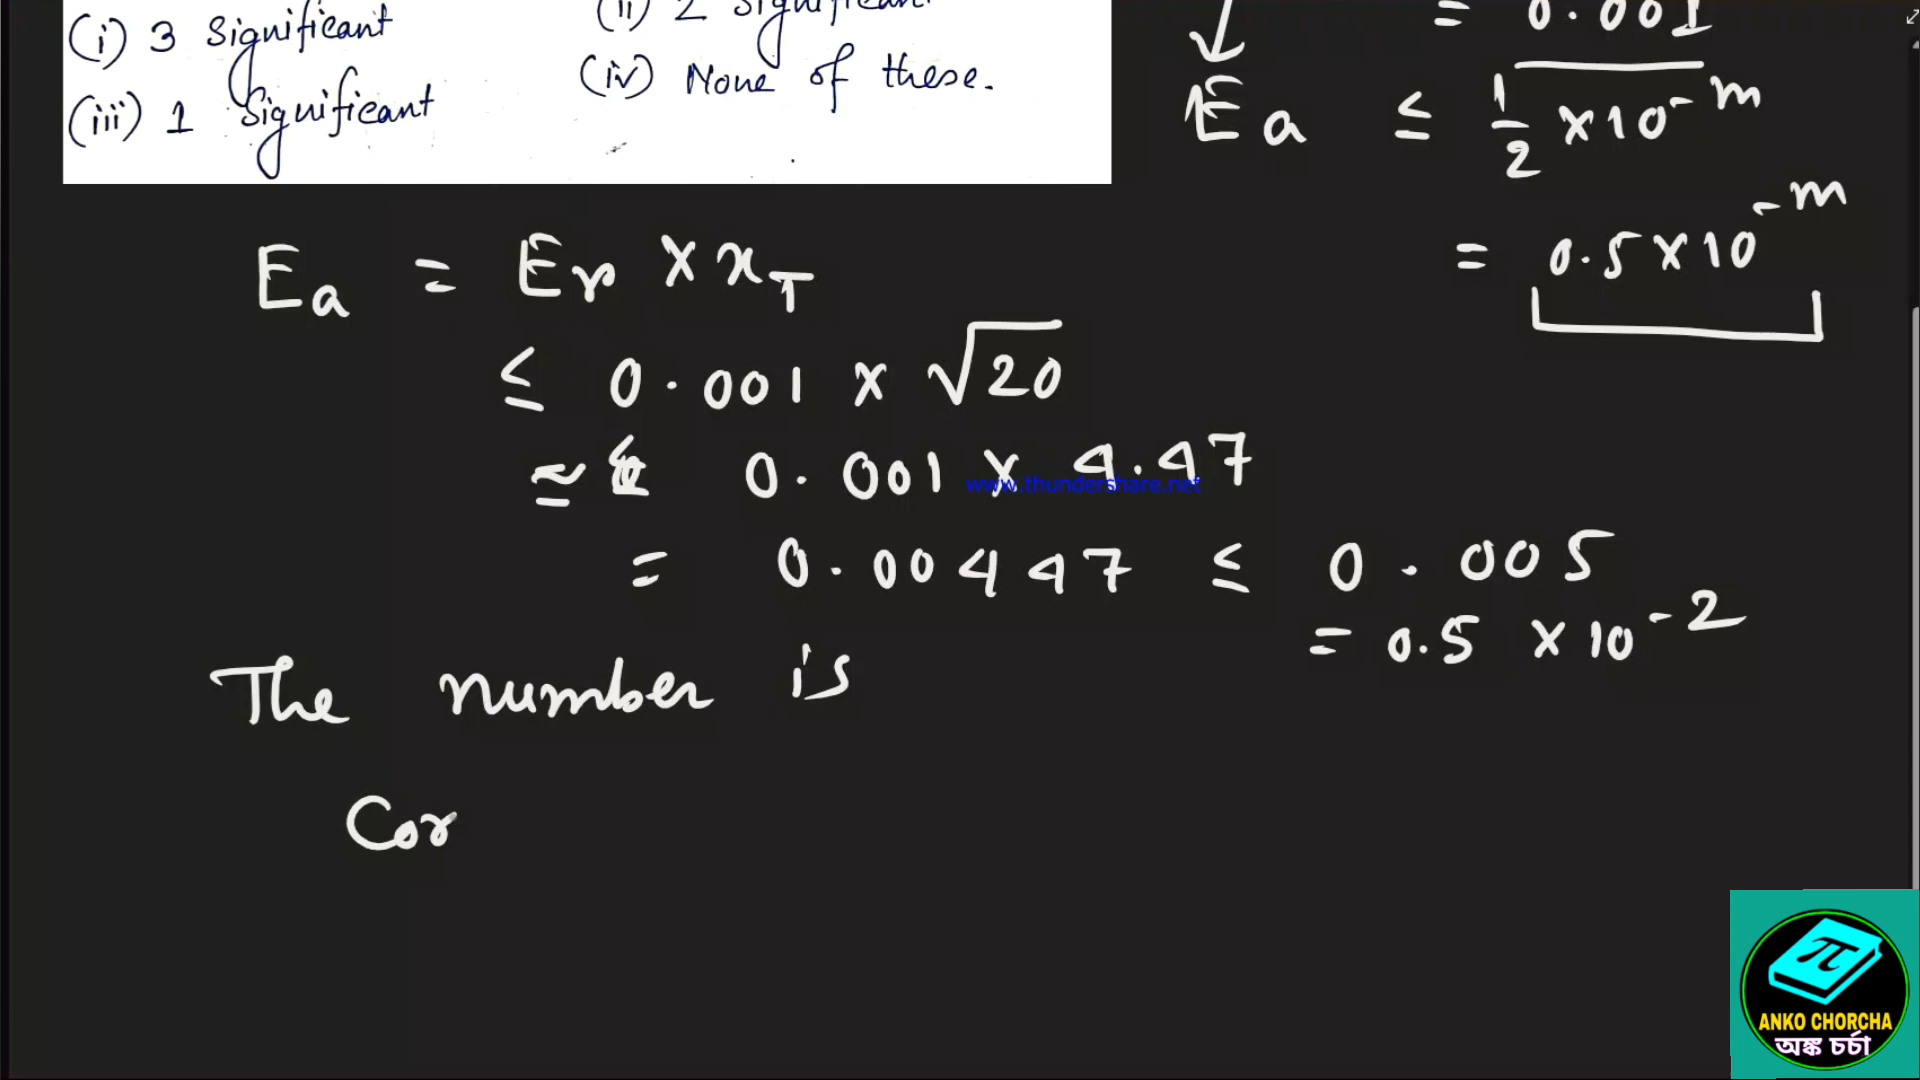 (i) 3 Significant
(ii) 2 Significant
(iii) 1 Significant
(iv) None of these.
= 0.001
Ea ≤ 1/2 × 10^-m
= 0.5 × 10^-m
Ea = Er × x_T
≤ 0.001 × √20
≃ 0.001 × 4.47
www.thundershare.net
= 0.00447 ≤ 0.005
= 0.5 × 10^-2
The number is
Cor
π
ANKO CHORCHA
অঙ্ক চর্চা